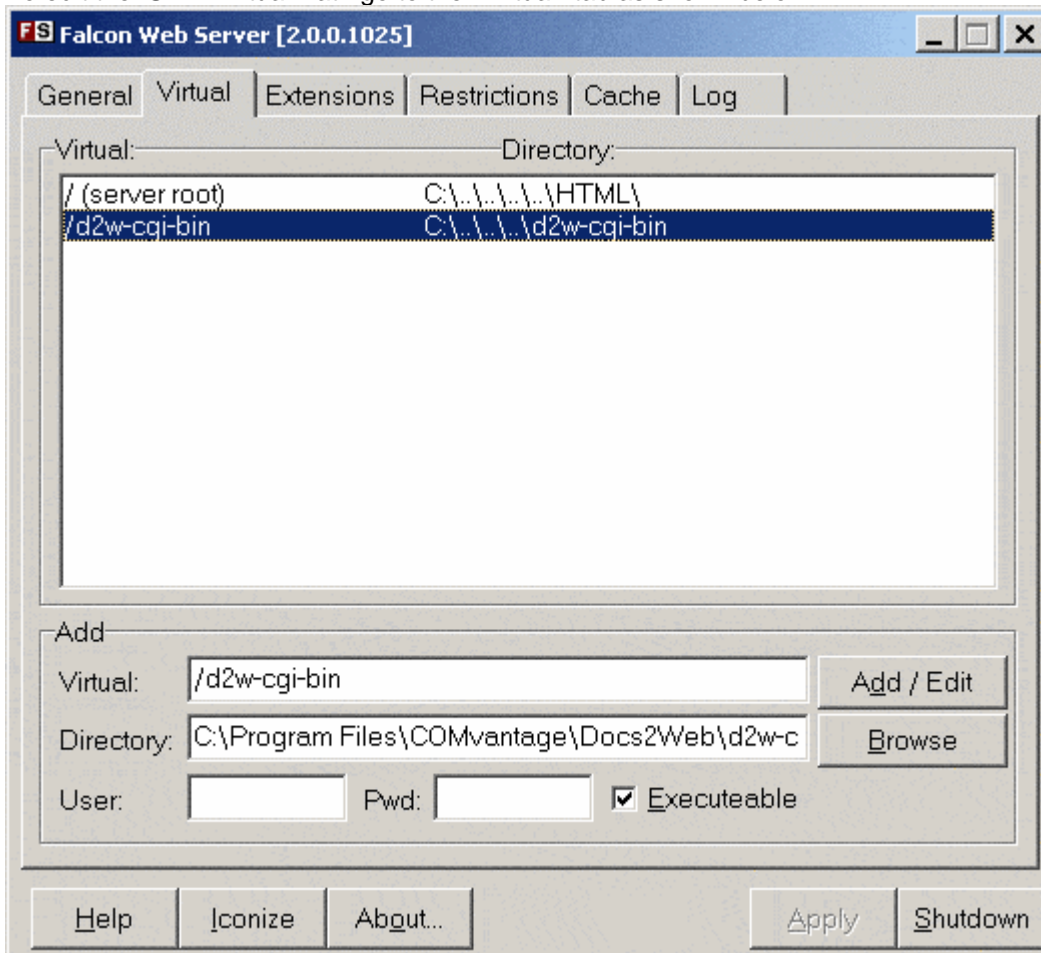 FS Falcon Web Server [2.0.0.1025]
General Virtual Extensions Restrictions Cache Log
Virtual: Directory:
/ (server root) C:\..\..\..\..\HTML\
/d2w-cgi-bin C:\..\..\..\d2w-cgi-bin
Add
Virtual: /d2w-cgi-bin Add / Edit
Directory: C:\Program Files\COMvantage\Docs2Web\d2w-c Browse
User: Pwd: Executeable
Help Iconize About... Apply Shutdown